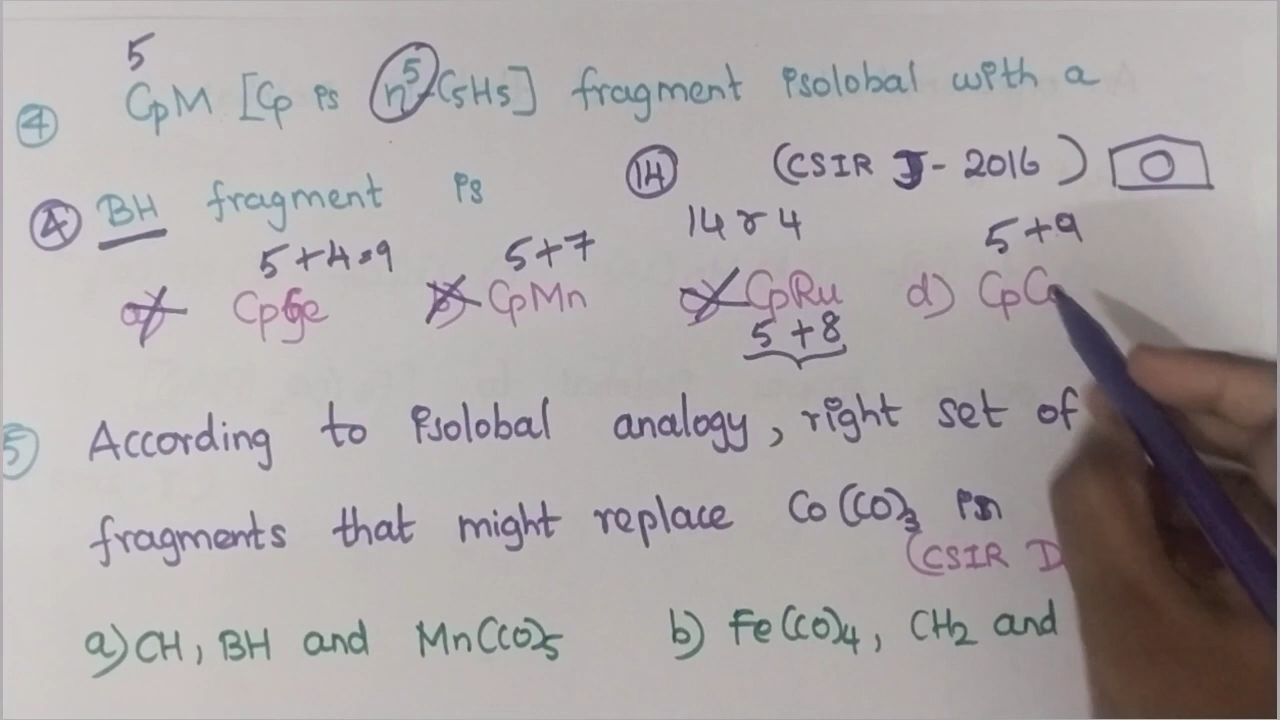 5
④ CpM [Cp is η⁵-C5H5] fragment isolobal with a
14 (CSIR J-2016)
④ BH fragment is
14 or 4
5+4=9 5+7 5+9
a) CpGe b) CpMn c) CpRu d) CpCo
5+8
5 According to isolobal analogy, right set of
fragments that might replace Co(CO)3 in
(CSIR D
a) CH, BH and Mn(CO)5 b) Fe(CO)4, CH2 and